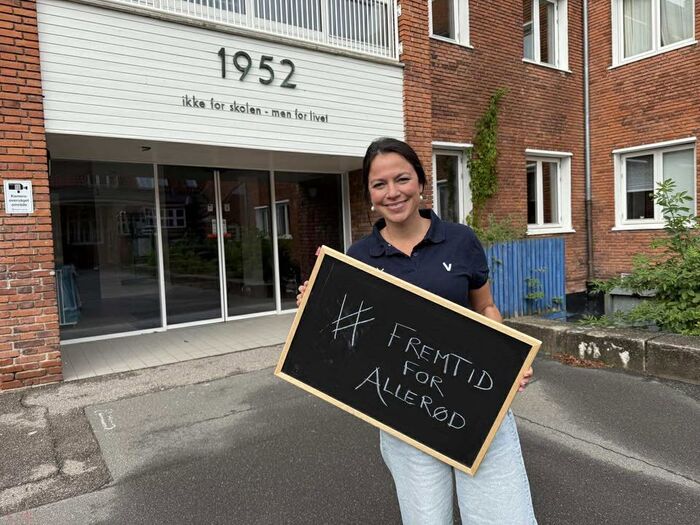 1952
ikke for skolen - men for livet
V
# FREMTID
FOR
ALLERØD